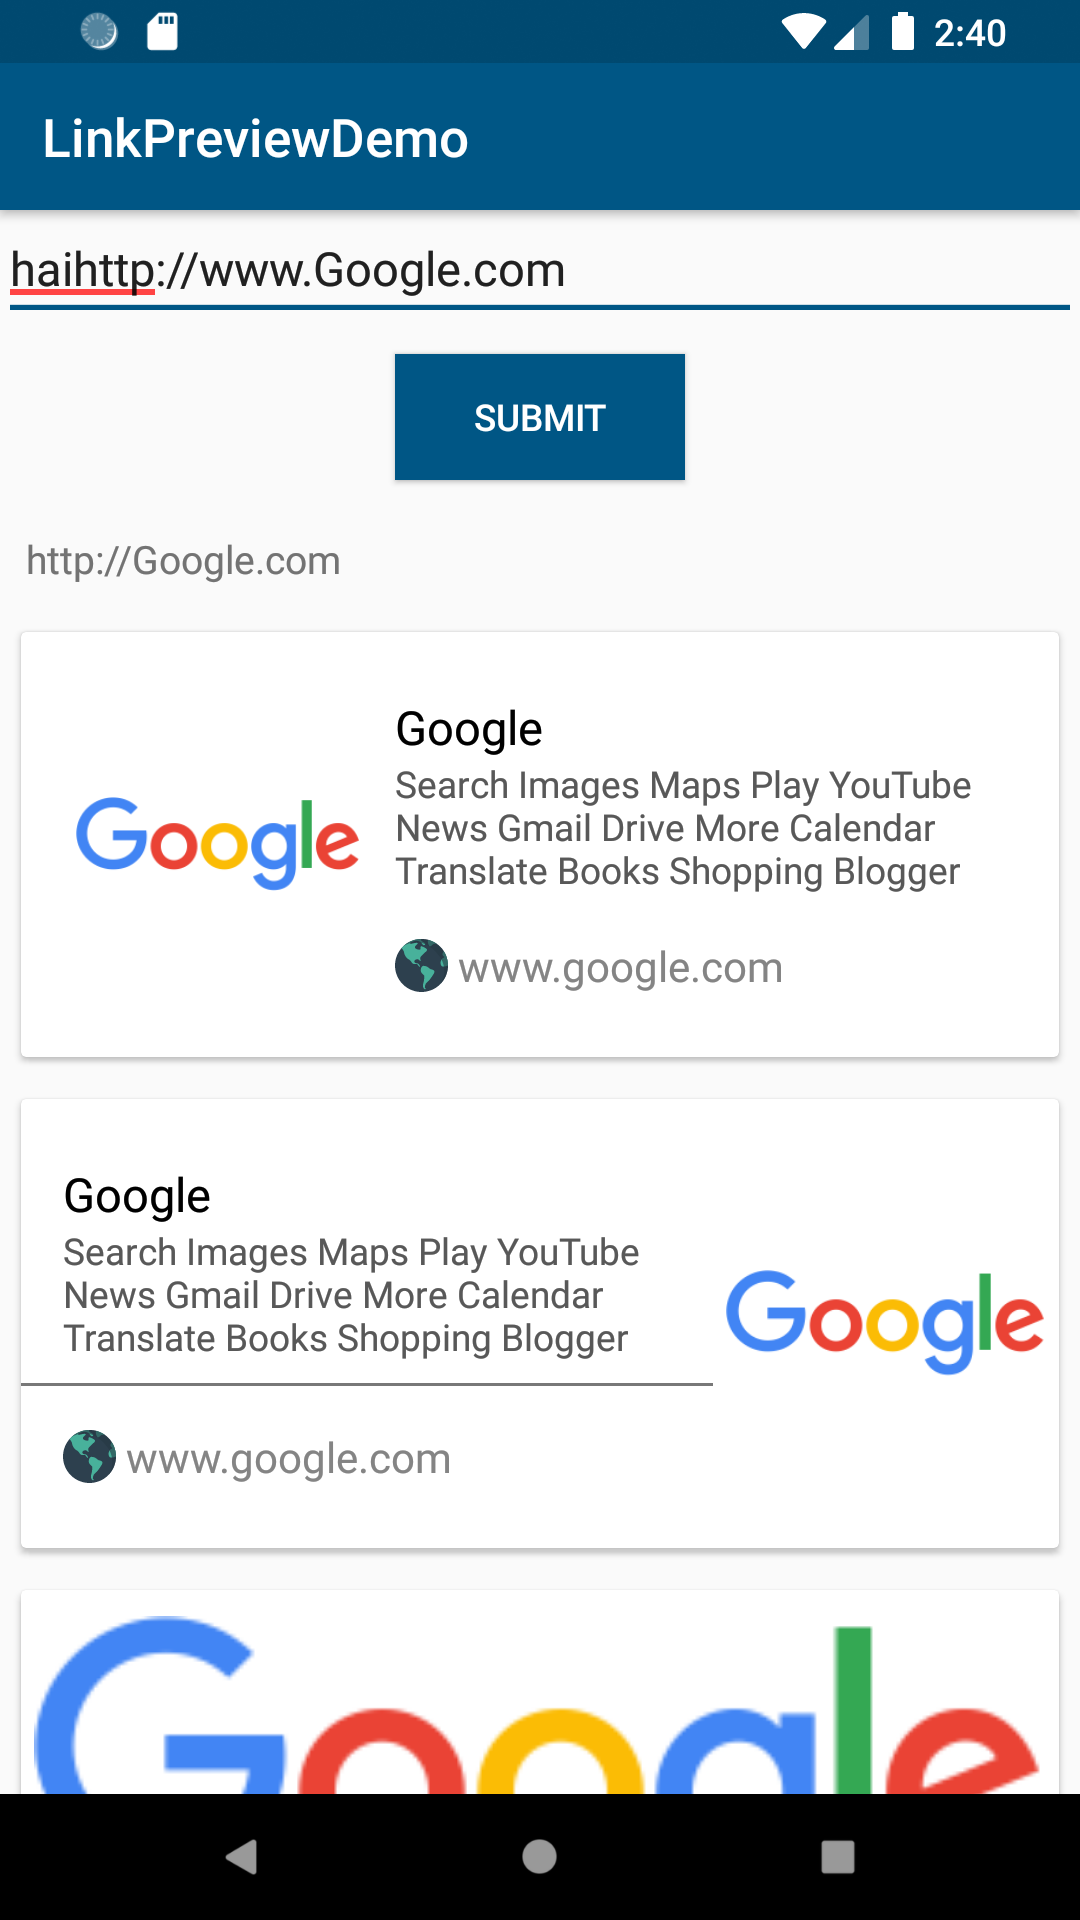 2:40
LinkPreviewDemo
haihttp://www.Google.com
SUBMIT
http://Google.com
Google
Search Images Maps Play YouTube
News Gmail Drive More Calendar
Translate Books Shopping Blogger
Google
www.google.com
Google
Search Images Maps Play YouTube
News Gmail Drive More Calendar
Translate Books Shopping Blogger
Google
www.google.com
Google